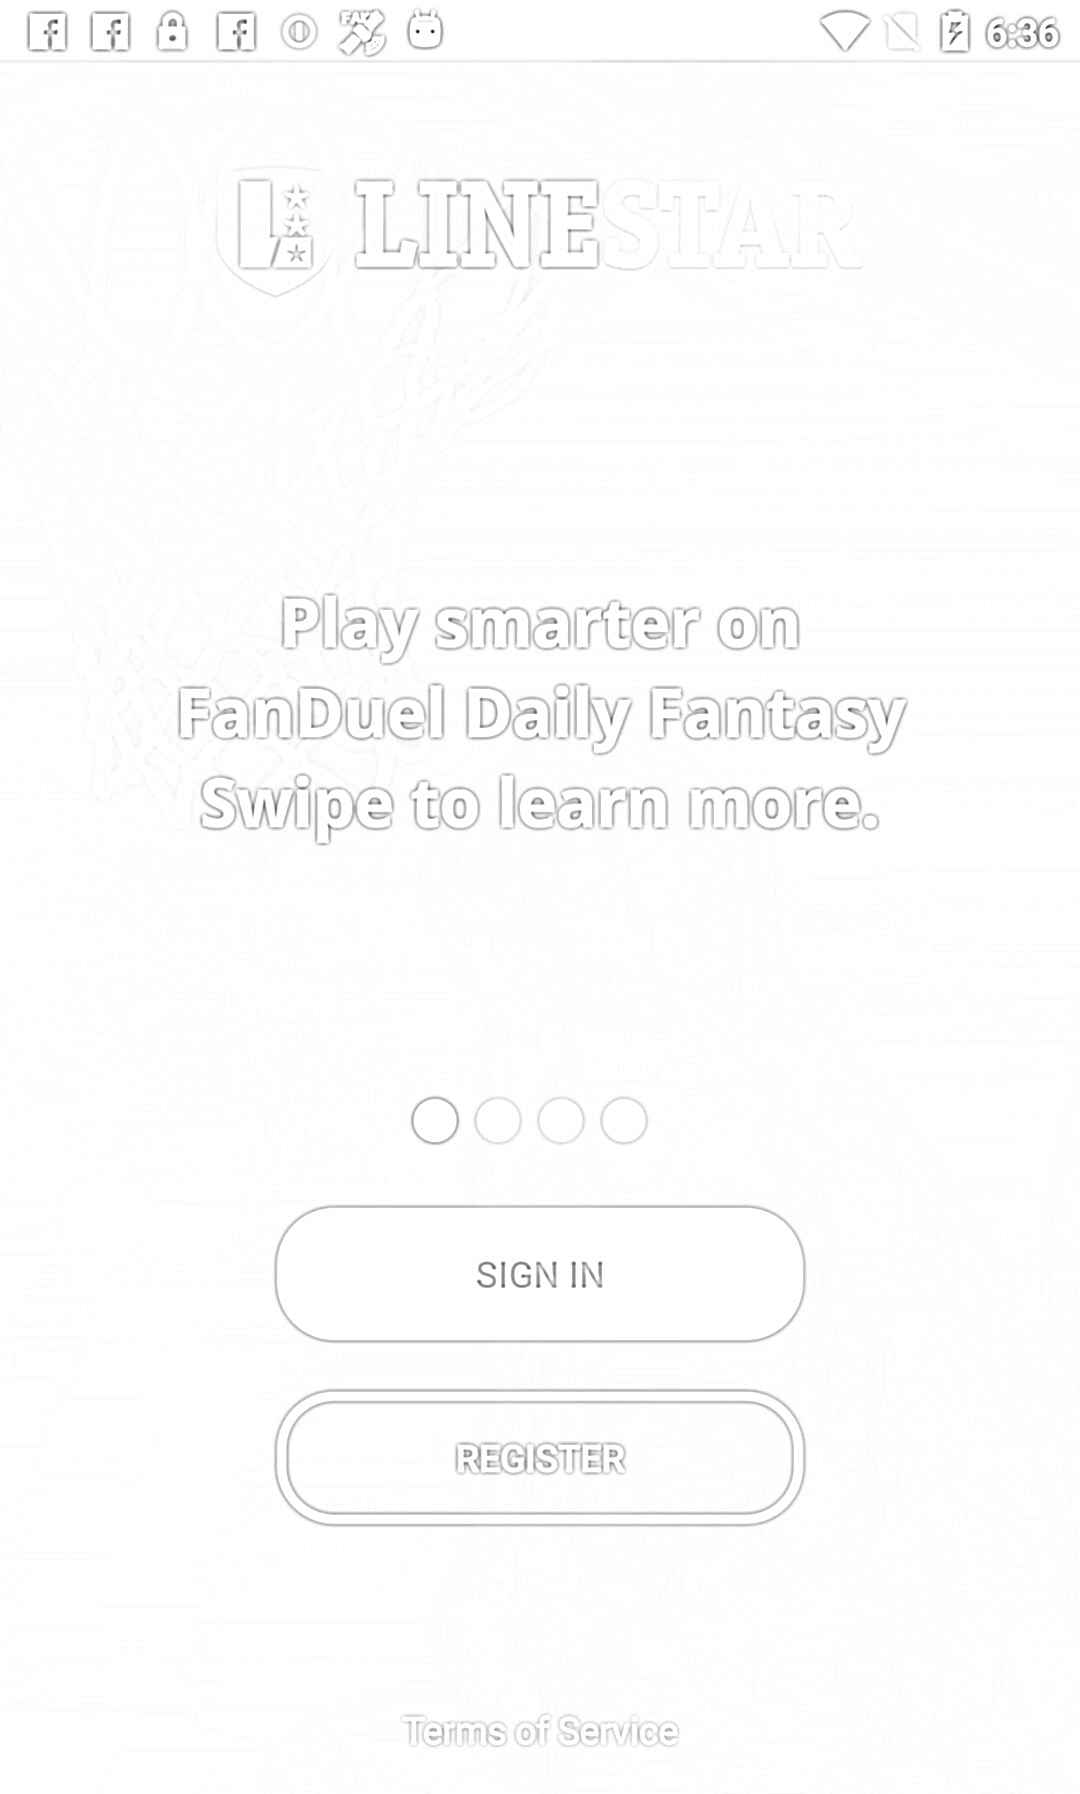 6:36
LINESTAR
Play smarter on
FanDuel Daily Fantasy
Swipe to learn more.
SIGN IN
REGISTER
Terms of Service